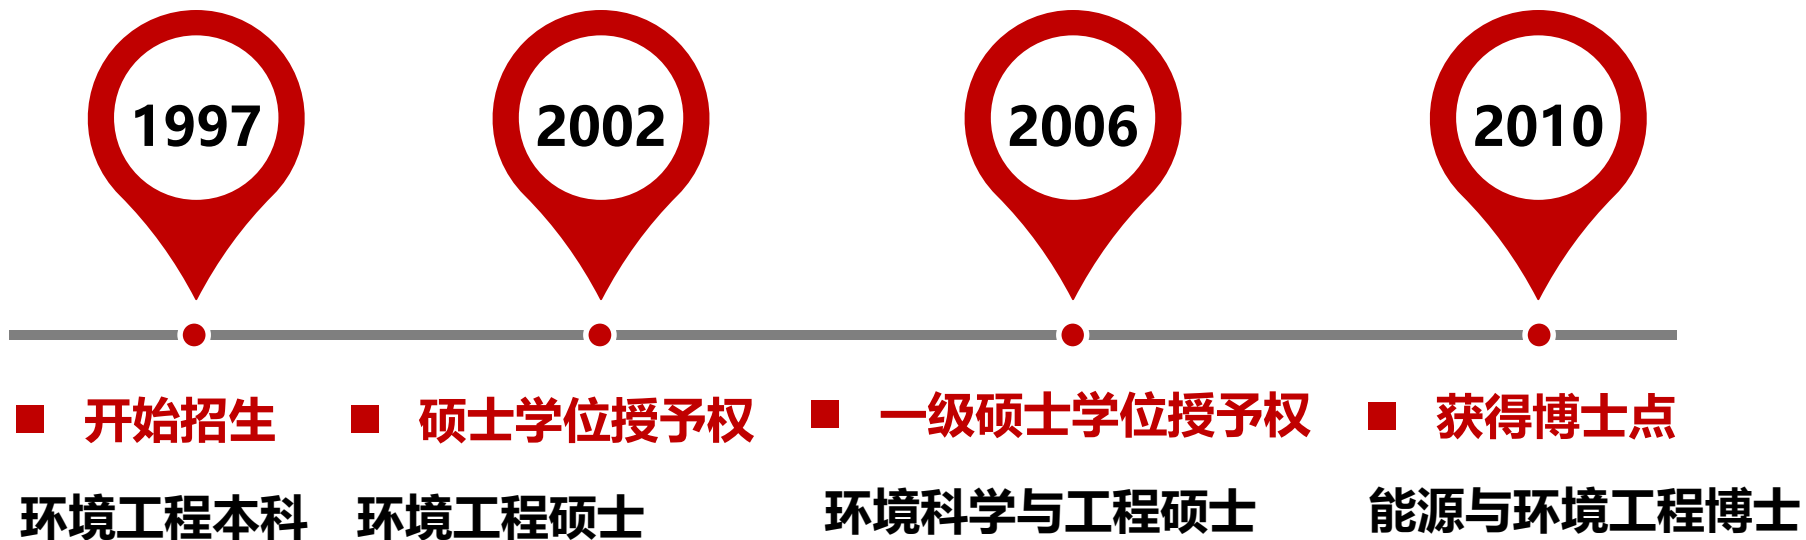 1997
2002
2006
2010
开始招生
硕士学位授予权
一级硕士学位授予权
获得博士点
环境工程本科
环境工程硕士
环境科学与工程硕士
能源与环境工程博士